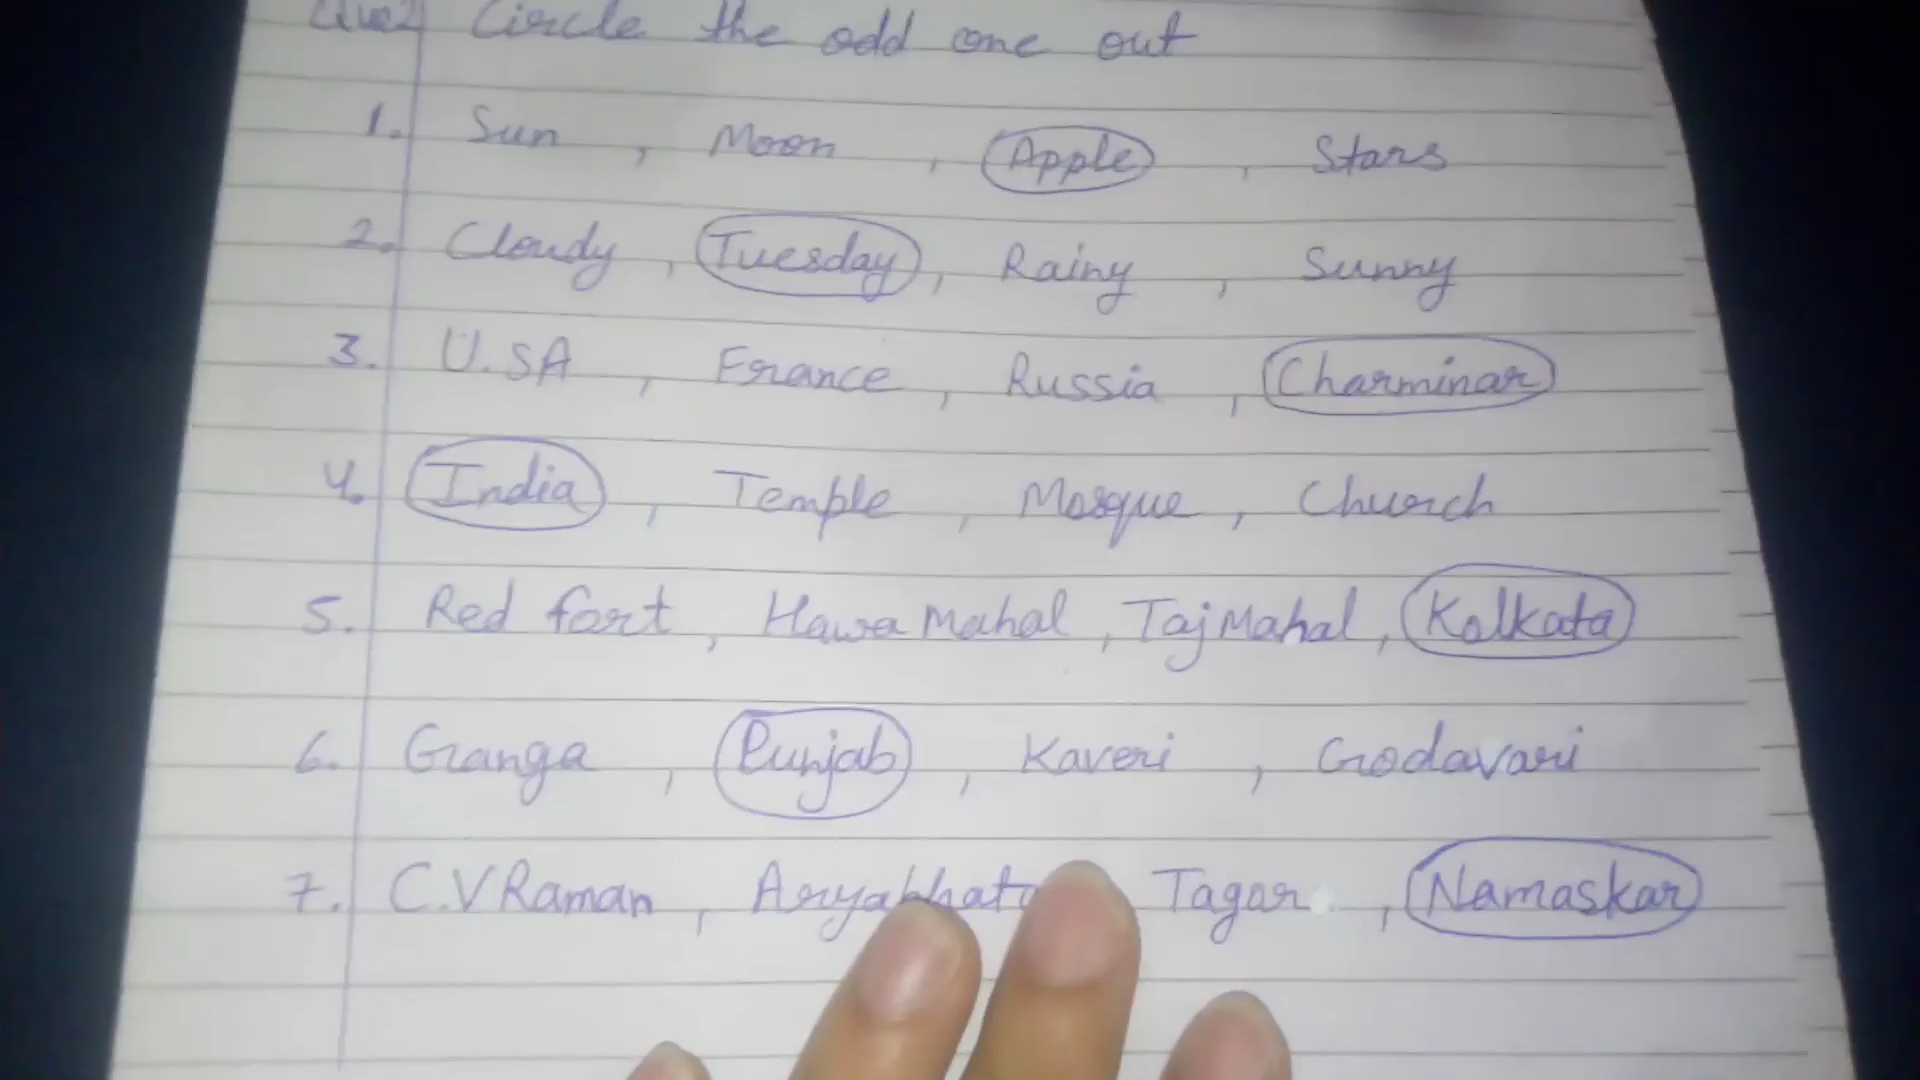 Que2 Circle the odd one out
1. Sun , Moon , Apple , Stars
2. Cloudy , Tuesday , Rainy , Sunny
3. U.SA , France , Russia , Charminar
4. India , Temple , Mosque , Church
5. Red fort , Hawa Mahal , Taj Mahal , Kolkata
6. Ganga , Punjab , Kaveri , Godavari
7. C.V Raman , Tagor , Namaskar